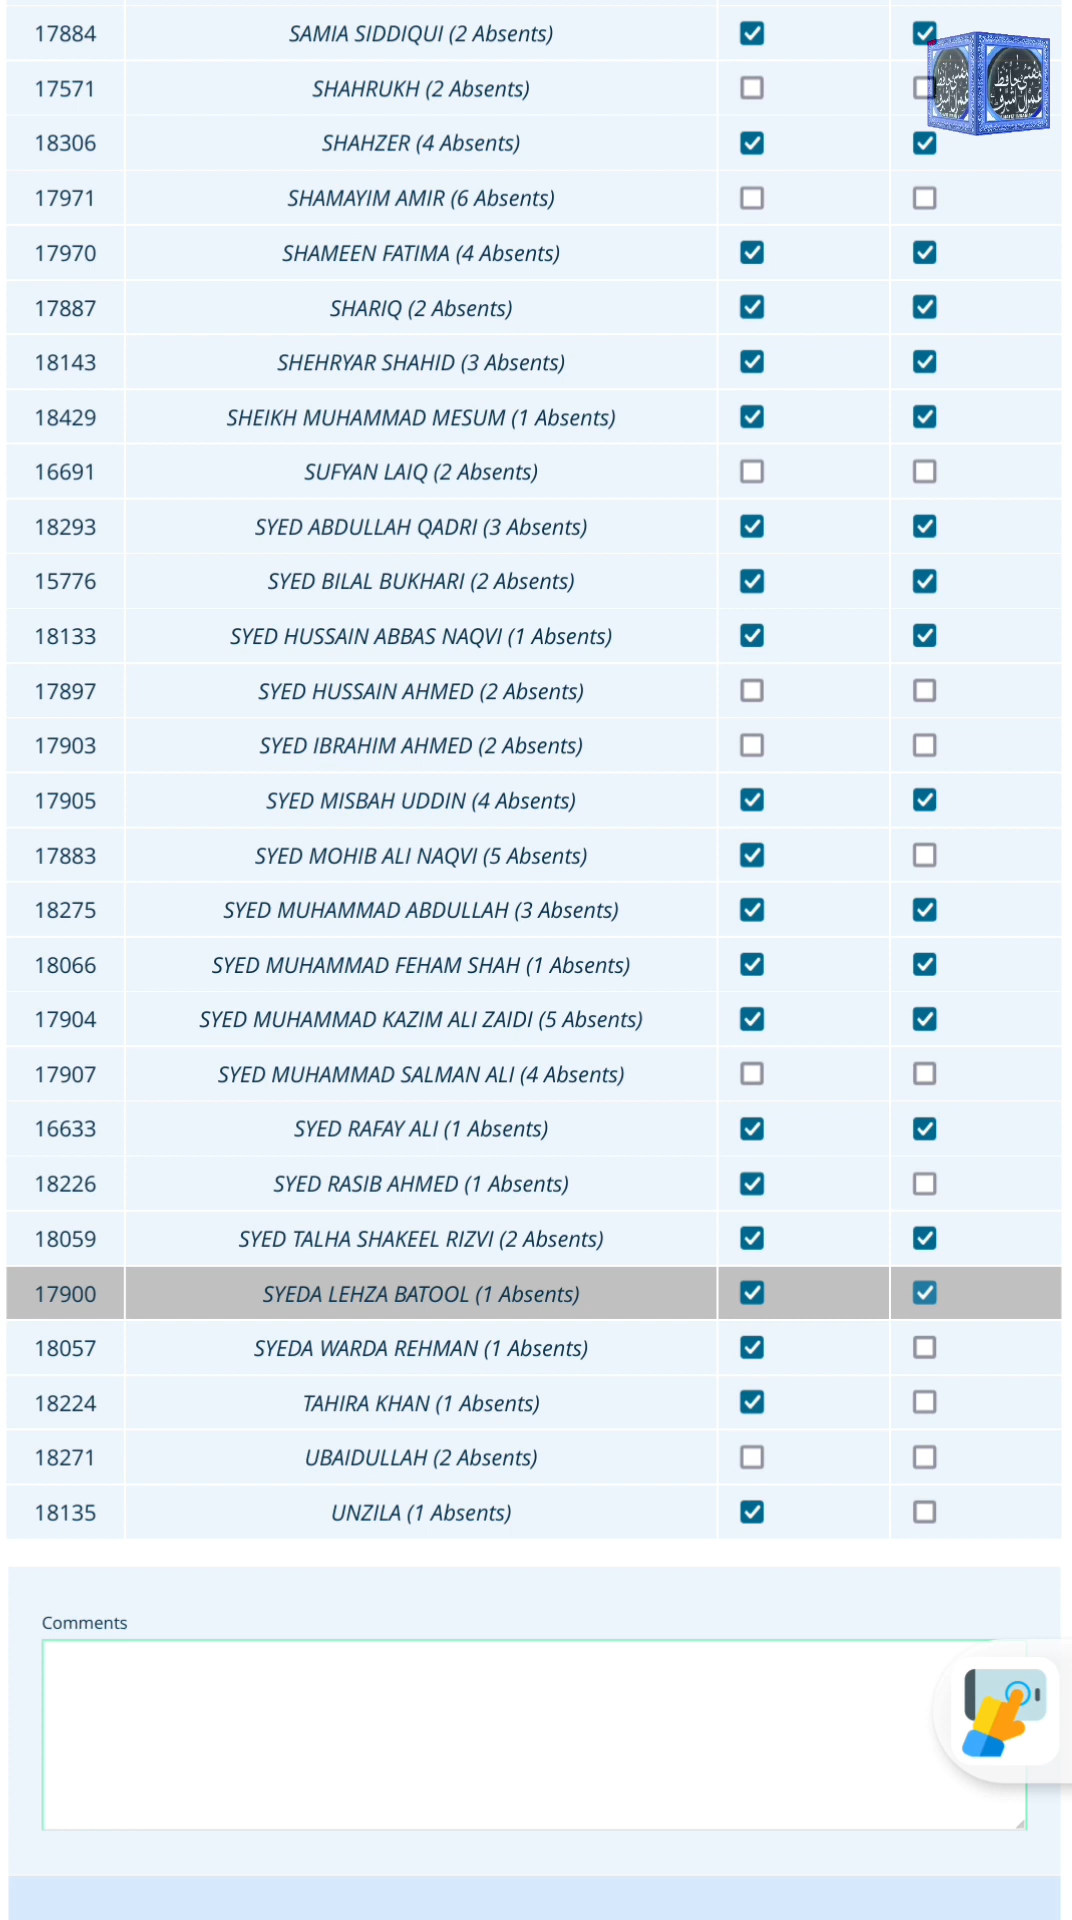 17884 SAMIA SIDDIQUI (2 Absents)
17571 SHAHRUKH (2 Absents)
18306 SHAHZER (4 Absents)
17971 SHAMAYIM AMIR (6 Absents)
17970 SHAMEEN FATIMA (4 Absents)
17887 SHARIQ (2 Absents)
18143 SHEHRYAR SHAHID (3 Absents)
18429 SHEIKH MUHAMMAD MESUM (1 Absents)
16691 SUFYAN LAIQ (2 Absents)
18293 SYED ABDULLAH QADRI (3 Absents)
15776 SYED BILAL BUKHARI (2 Absents)
18133 SYED HUSSAIN ABBAS NAQVI (1 Absents)
17897 SYED HUSSAIN AHMED (2 Absents)
17903 SYED IBRAHIM AHMED (2 Absents)
17905 SYED MISBAH UDDIN (4 Absents)
17883 SYED MOHIB ALI NAQVI (5 Absents)
18275 SYED MUHAMMAD ABDULLAH (3 Absents)
18066 SYED MUHAMMAD FEHAM SHAH (1 Absents)
17904 SYED MUHAMMAD KAZIM ALI ZAIDI (5 Absents)
17907 SYED MUHAMMAD SALMAN ALI (4 Absents)
16633 SYED RAFAY ALI (1 Absents)
18226 SYED RASIB AHMED (1 Absents)
18059 SYED TALHA SHAKEEL RIZVI (2 Absents)
17900 SYEDA LEHZA BATOOL (1 Absents)
18057 SYEDA WARDA REHMAN (1 Absents)
18224 TAHIRA KHAN (1 Absents)
18271 UBAIDULLAH (2 Absents)
18135 UNZILA (1 Absents)
Comments